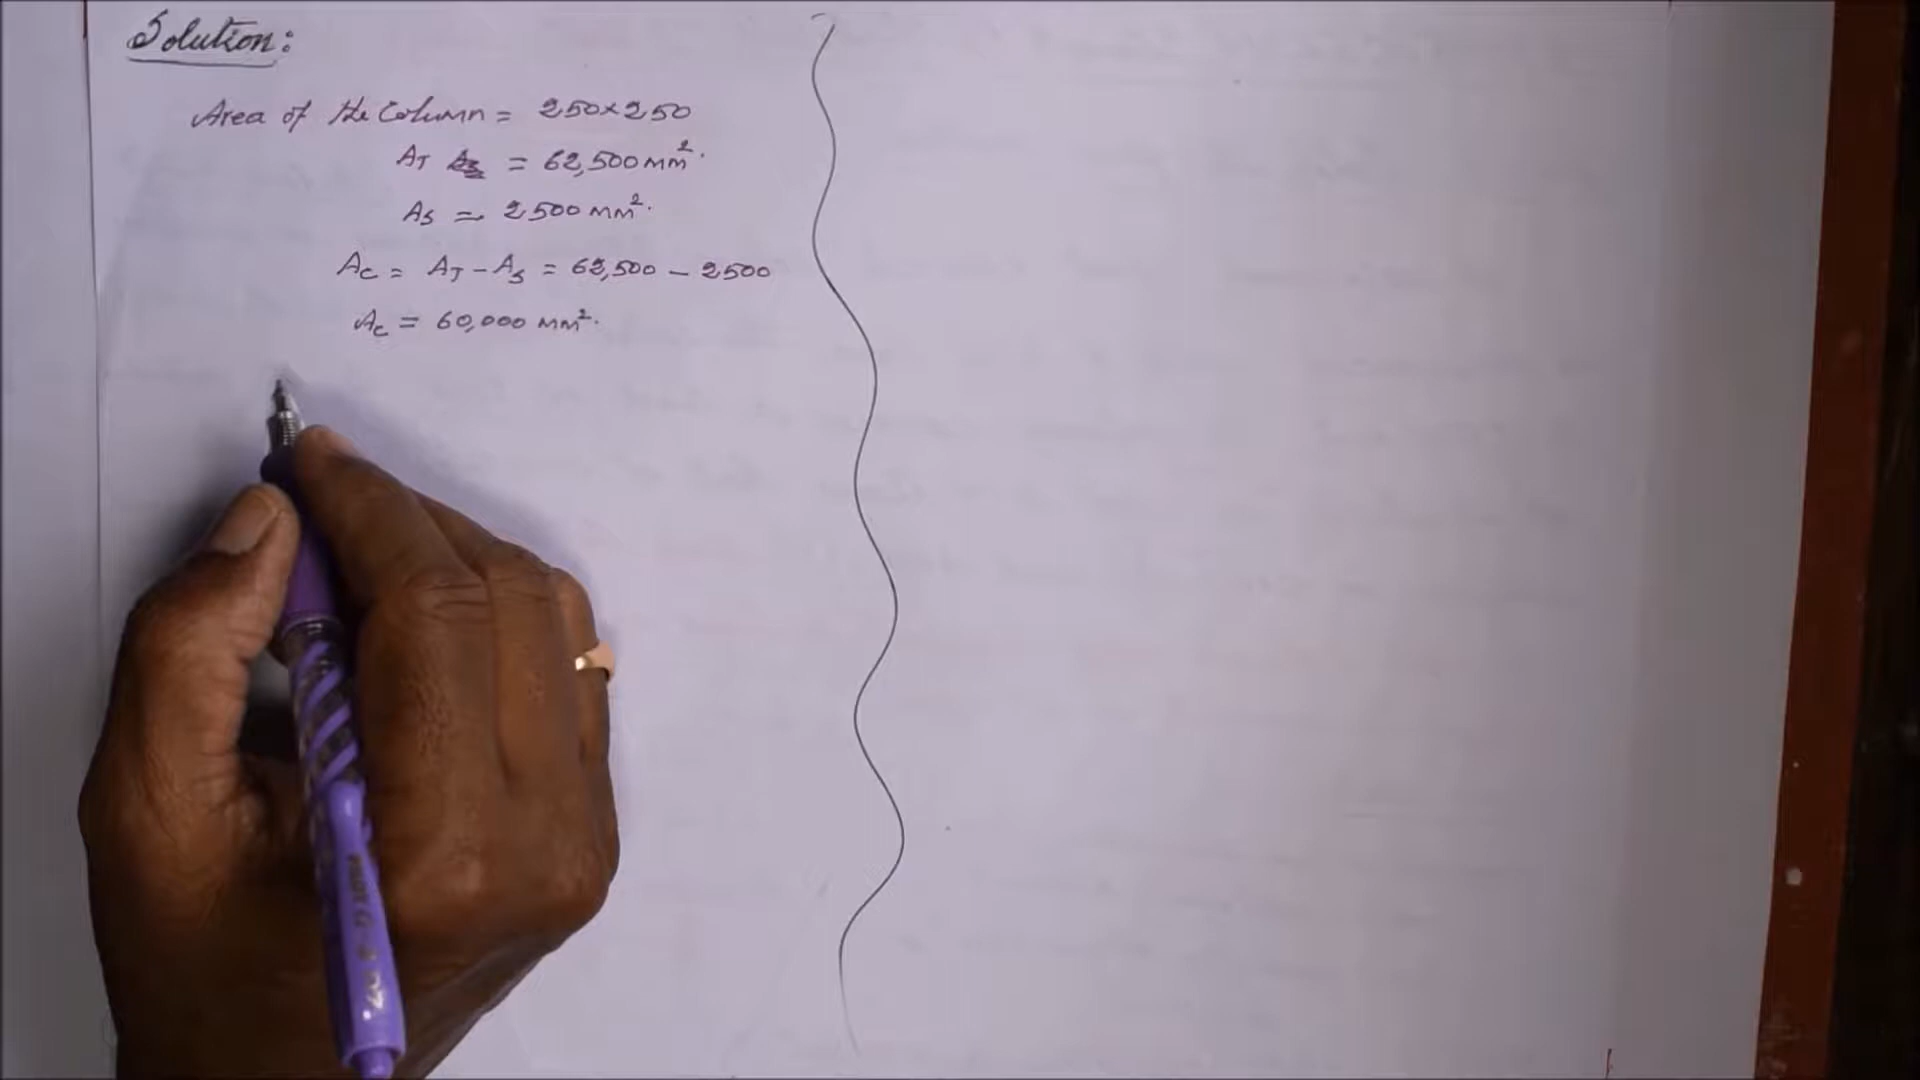 Solution:
Area of the Column = 250×250
AT = 62,500 mm².
AS = 2500 mm².
AC = AT - AS = 62,500 - 2500
AC = 60,000 mm².